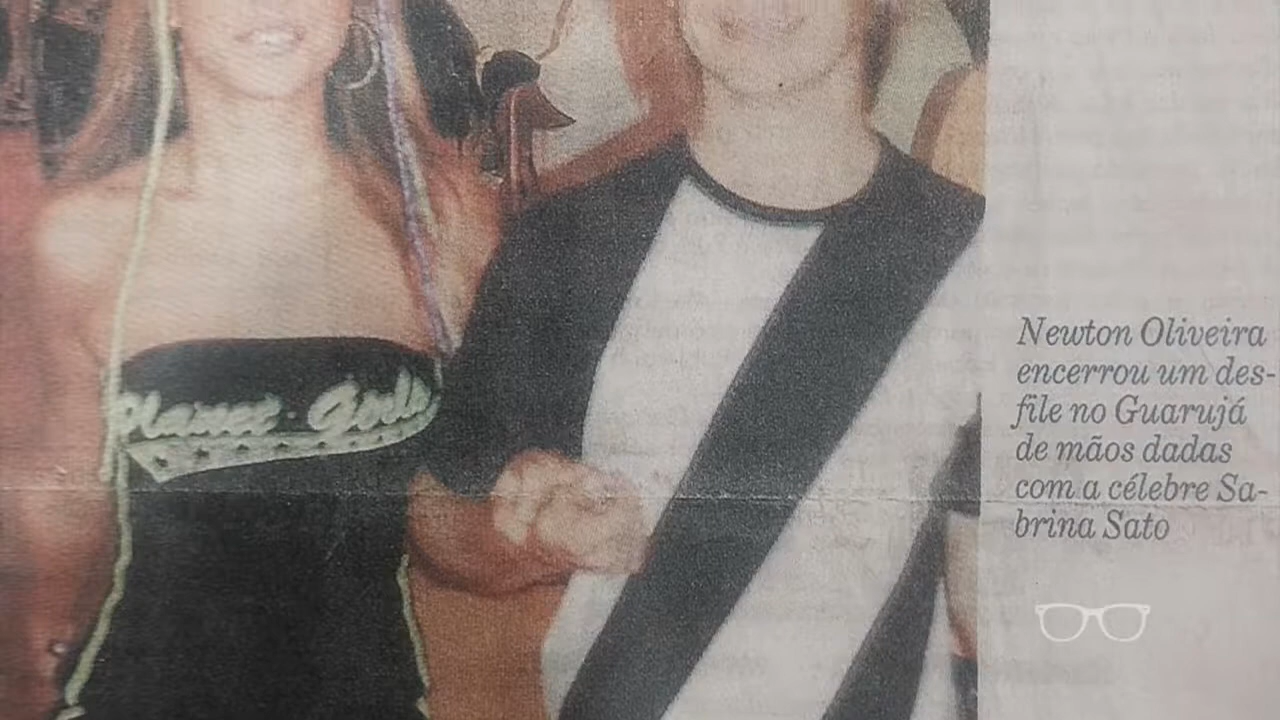 Planet Girls
Newton Oliveira
encerrou um des-
file no Guarujá
de mãos dadas
com a célebre Sa-
brina Sato